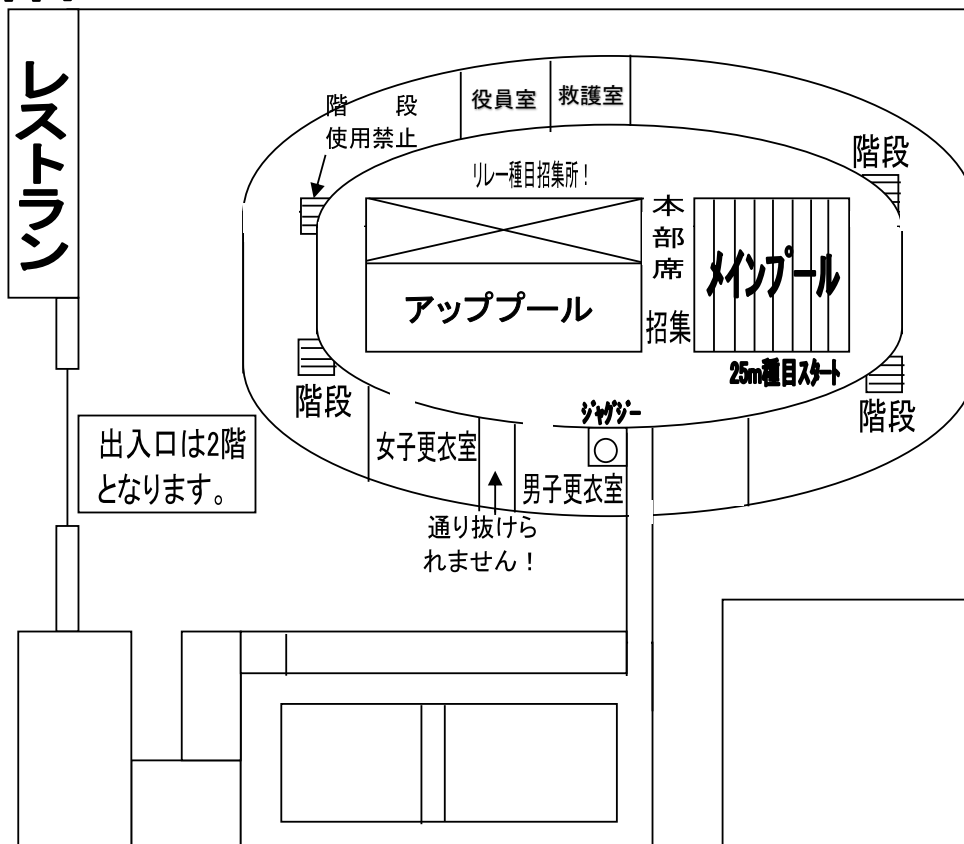 レストラン
階　　段
使用禁止
役員室
救護室
階段
リレー種目招集所！
本部席
招集
メインプール
アッププール
25m種目スタート
階段
階段
ジャグジー
出入口は2階
となります。
女子更衣室
男子更衣室
通り抜けら
れません！